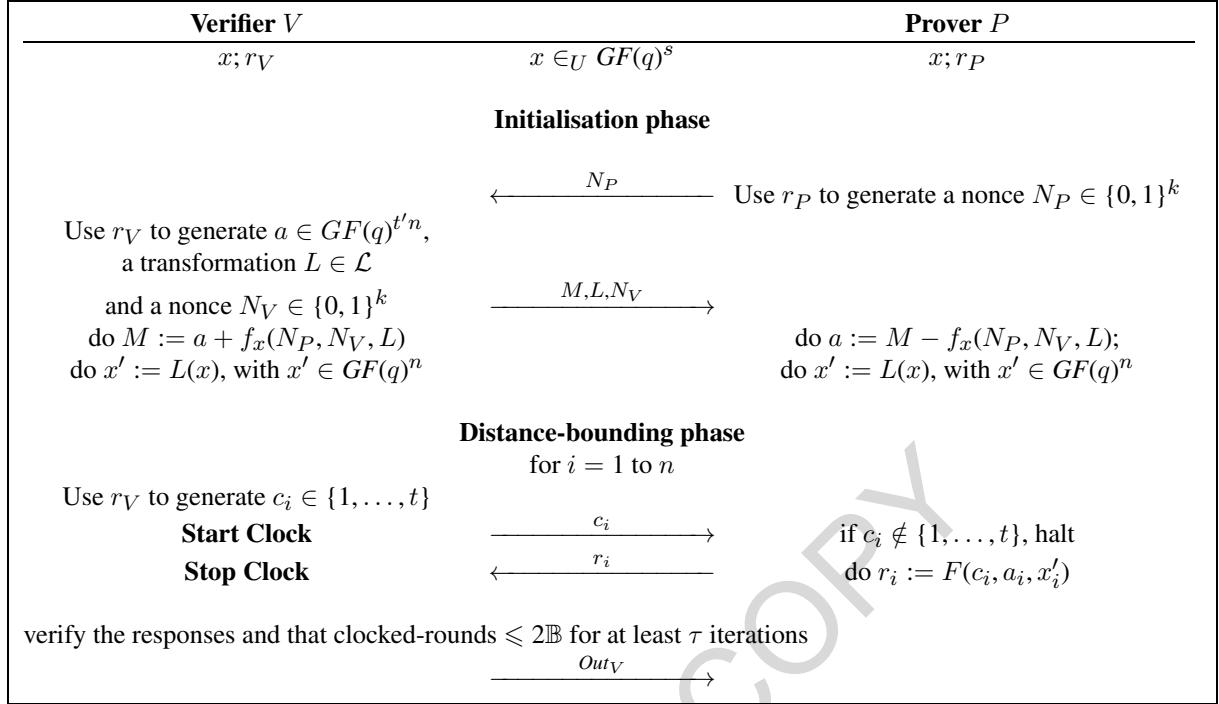 Verifier V Prover P
x; r_V x ∈_U GF(q)^s x; r_P
Initialisation phase
N_P
Use r_P to generate a nonce N_P ∈ {0, 1}^k
Use r_V to generate a ∈ GF(q)^{t′n},
a transformation L ∈ ℒ
and a nonce N_V ∈ {0, 1}^k
M,L,N_V
do M := a + f_x(N_P, N_V, L) do a := M − f_x(N_P, N_V, L);
do x′ := L(x), with x′ ∈ GF(q)^n do x′ := L(x), with x′ ∈ GF(q)^n
Distance-bounding phase
for i = 1 to n
Use r_V to generate c_i ∈ {1, . . . , t}
Start Clock c_i if c_i ∉ {1, . . . , t}, halt
Stop Clock r_i do r_i := F(c_i, a_i, x′_i)
verify the responses and that clocked-rounds ⩽ 2𝔹 for at least τ iterations
Out_V
COPY